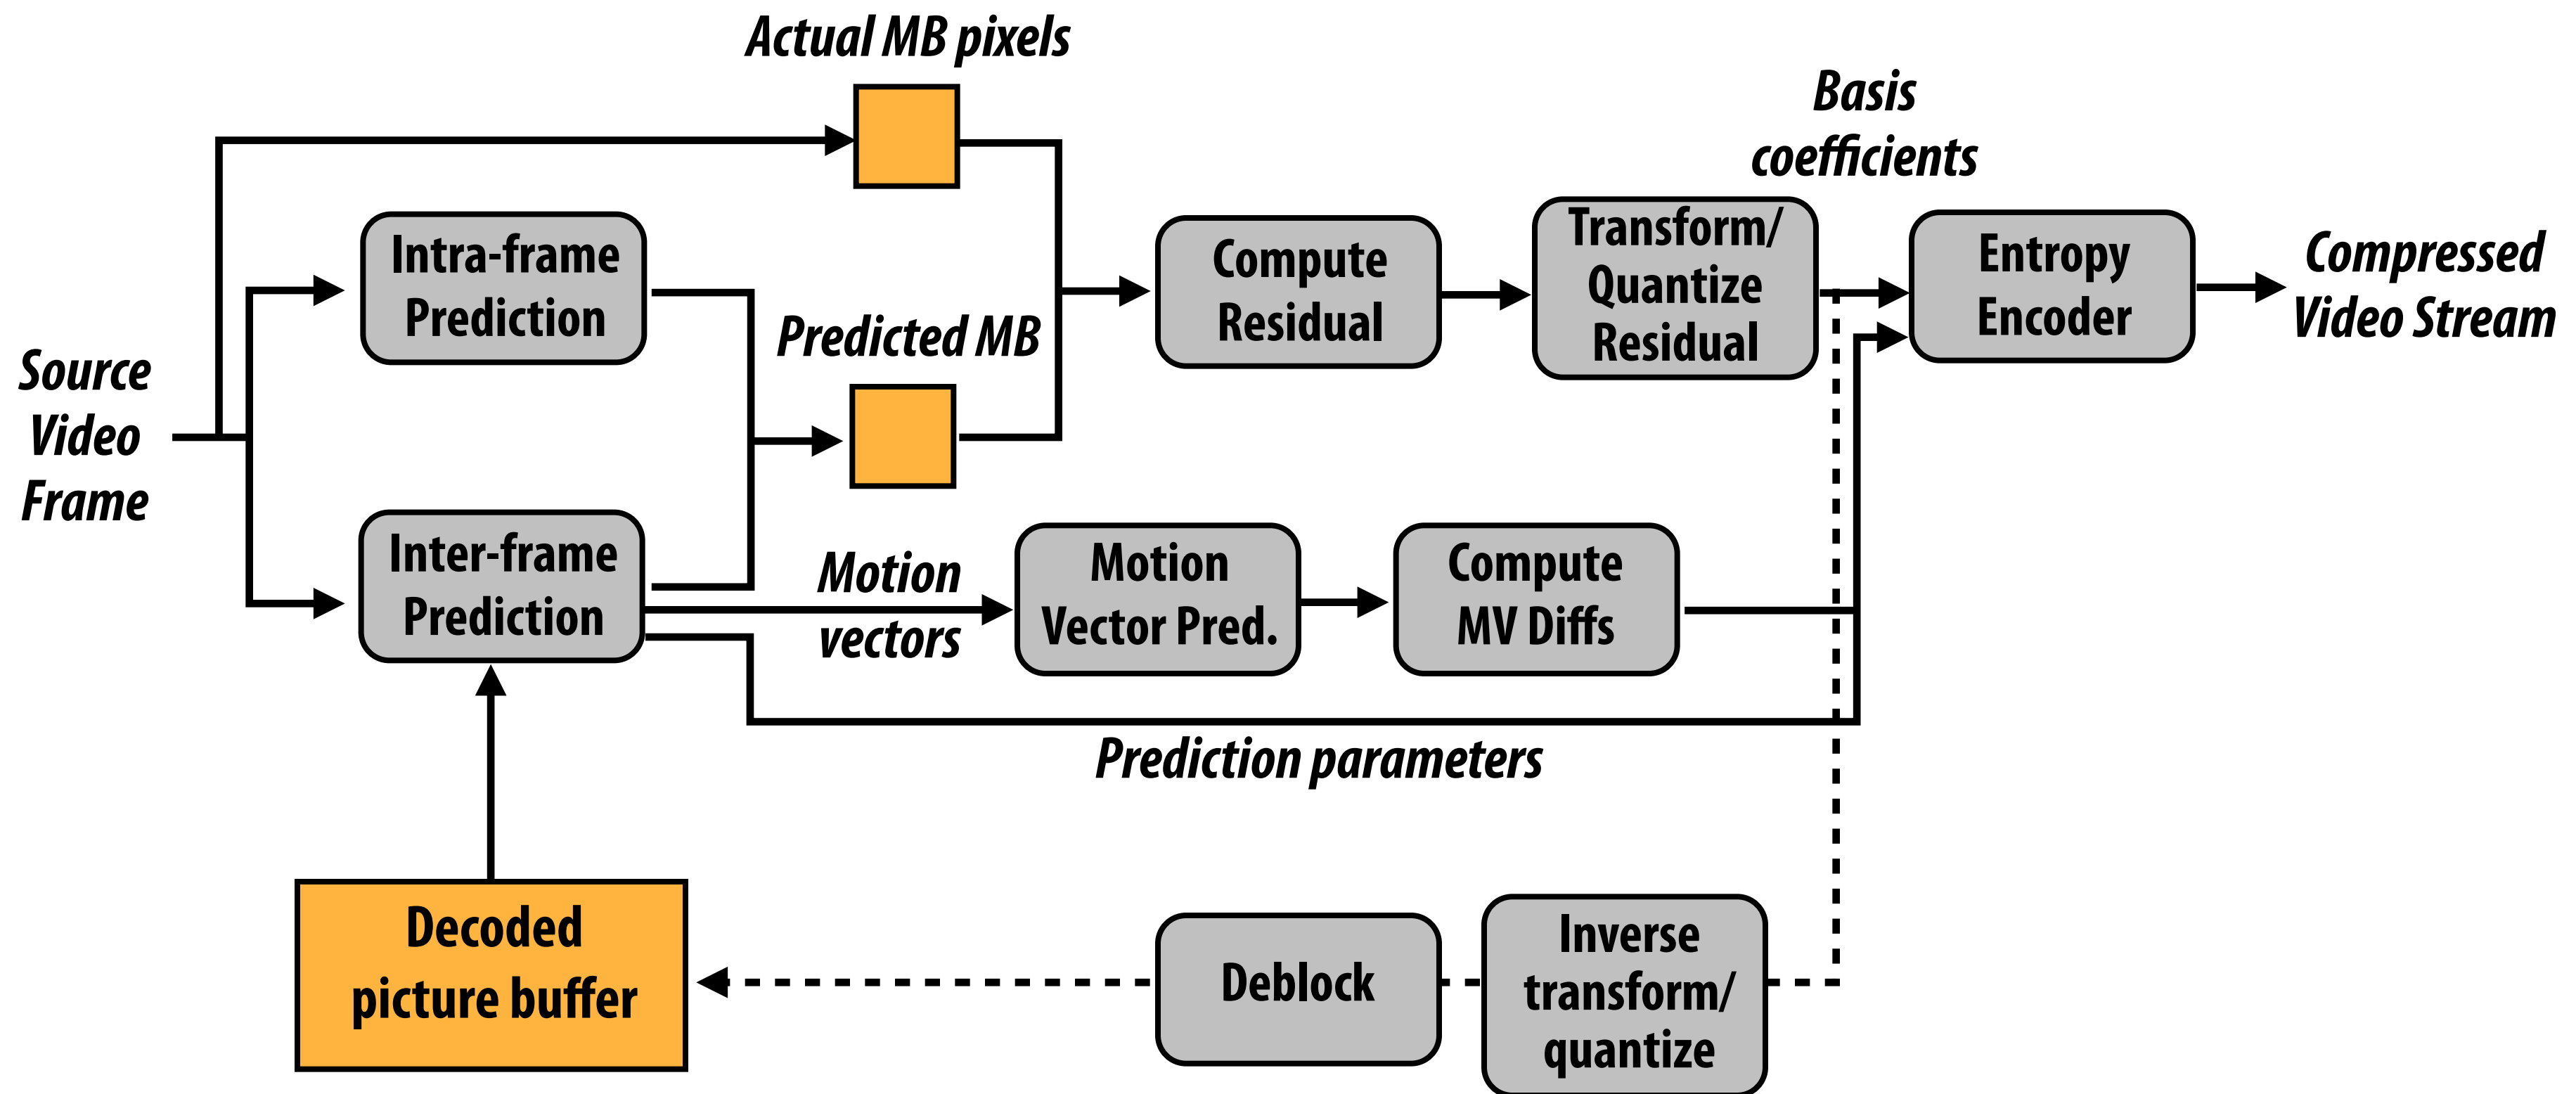 Actual MB pixels
Basis
coefficients
Intra-frame
Prediction
Compute
Residual
Transform/
Quantize
Residual
Entropy
Encoder
Compressed
Video Stream
Predicted MB
Source
Video
Frame
Inter-frame
Prediction
Motion
vectors
Motion
Vector Pred.
Compute
MV Diffs
Prediction parameters
Decoded
picture buffer
Deblock
Inverse
transform/
quantize